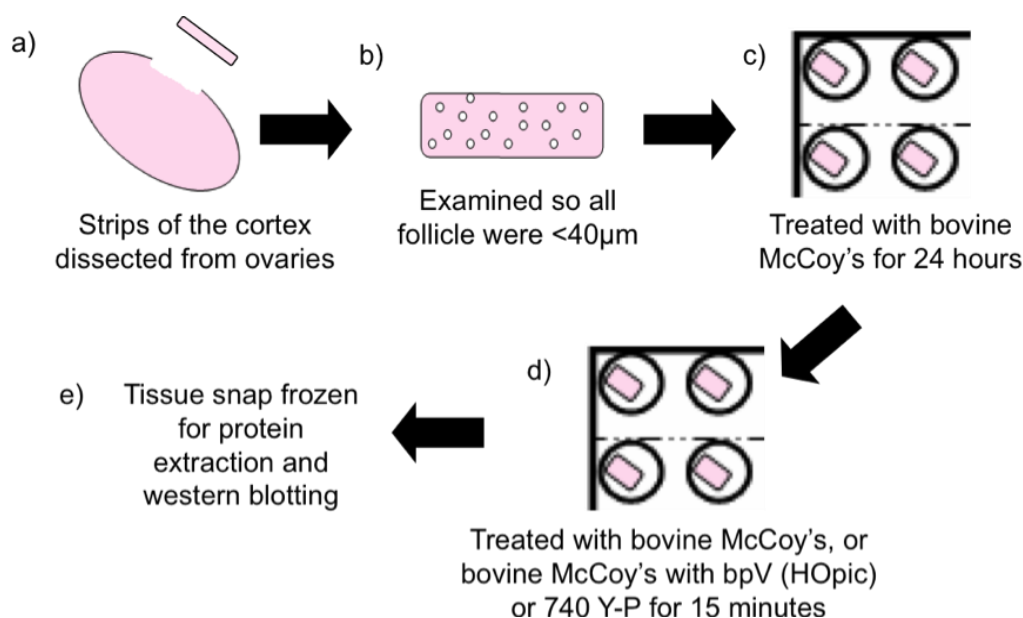 a)
Strips of the cortex
dissected from ovaries
b)
Examined so all
follicle were <40µm
c)
Treated with bovine
McCoy's for 24 hours
d)
Treated with bovine McCoy's, or
bovine McCoy's with bpV (HOpic)
or 740 Y-P for 15 minutes
e)
Tissue snap frozen
for protein
extraction and
western blotting